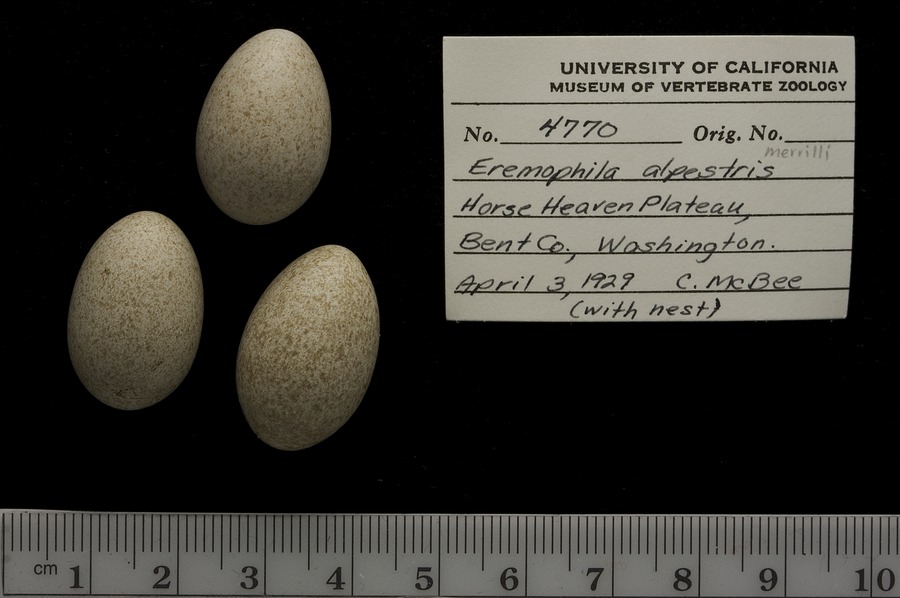 UNIVERSITY OF CALIFORNIA
MUSEUM OF VERTEBRATE ZOOLOGY
No. 4770 Orig. No.
merrilli
Eremophila alpestris
Horse Heaven Plateau,
Bent Co., Washington.
April 3, 1929 C. McBee
(with nest)
cm 1 2 3 4 5 6 7 8 9 10